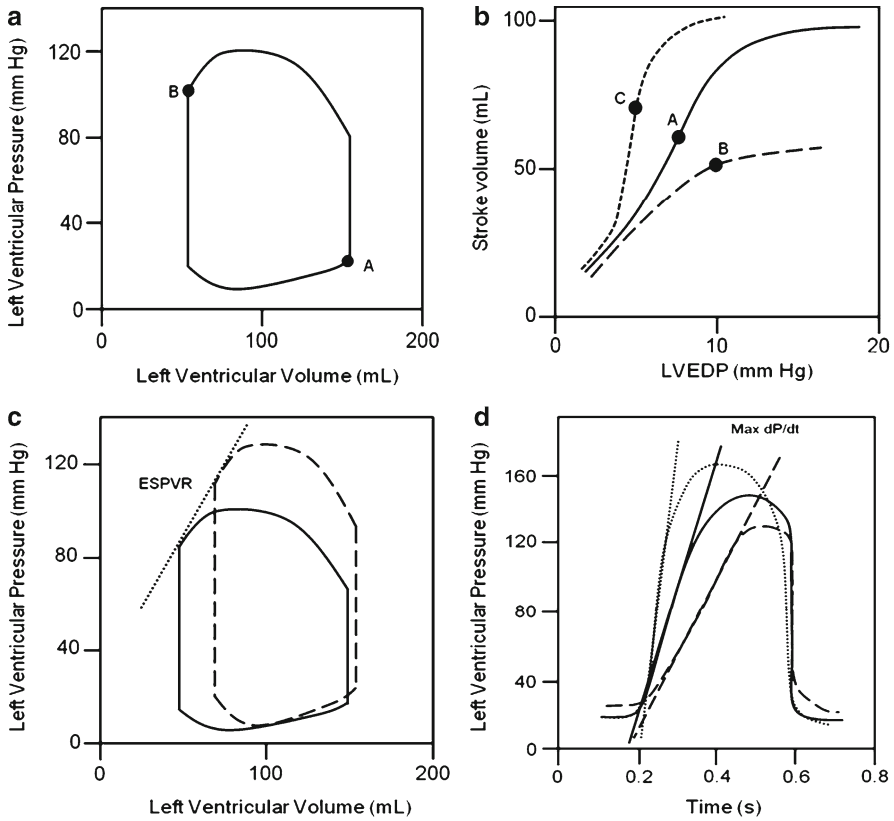 a
Left Ventricular Pressure (mm Hg)
120
80
40
0
B
A
0
100
200
Left Ventricular Volume (mL)
b
Stroke volume (mL)
100
50
0
C
A
B
0
10
20
LVEDP (mm Hg)
c
Left Ventricular Pressure (mm Hg)
120
80
40
0
ESPVR
0
100
200
Left Ventricular Volume (mL)
d
Left Ventricular Pressure (mm Hg)
160
120
80
40
0
Max dP/dt
0
0.2
0.4
0.6
0.8
Time (s)